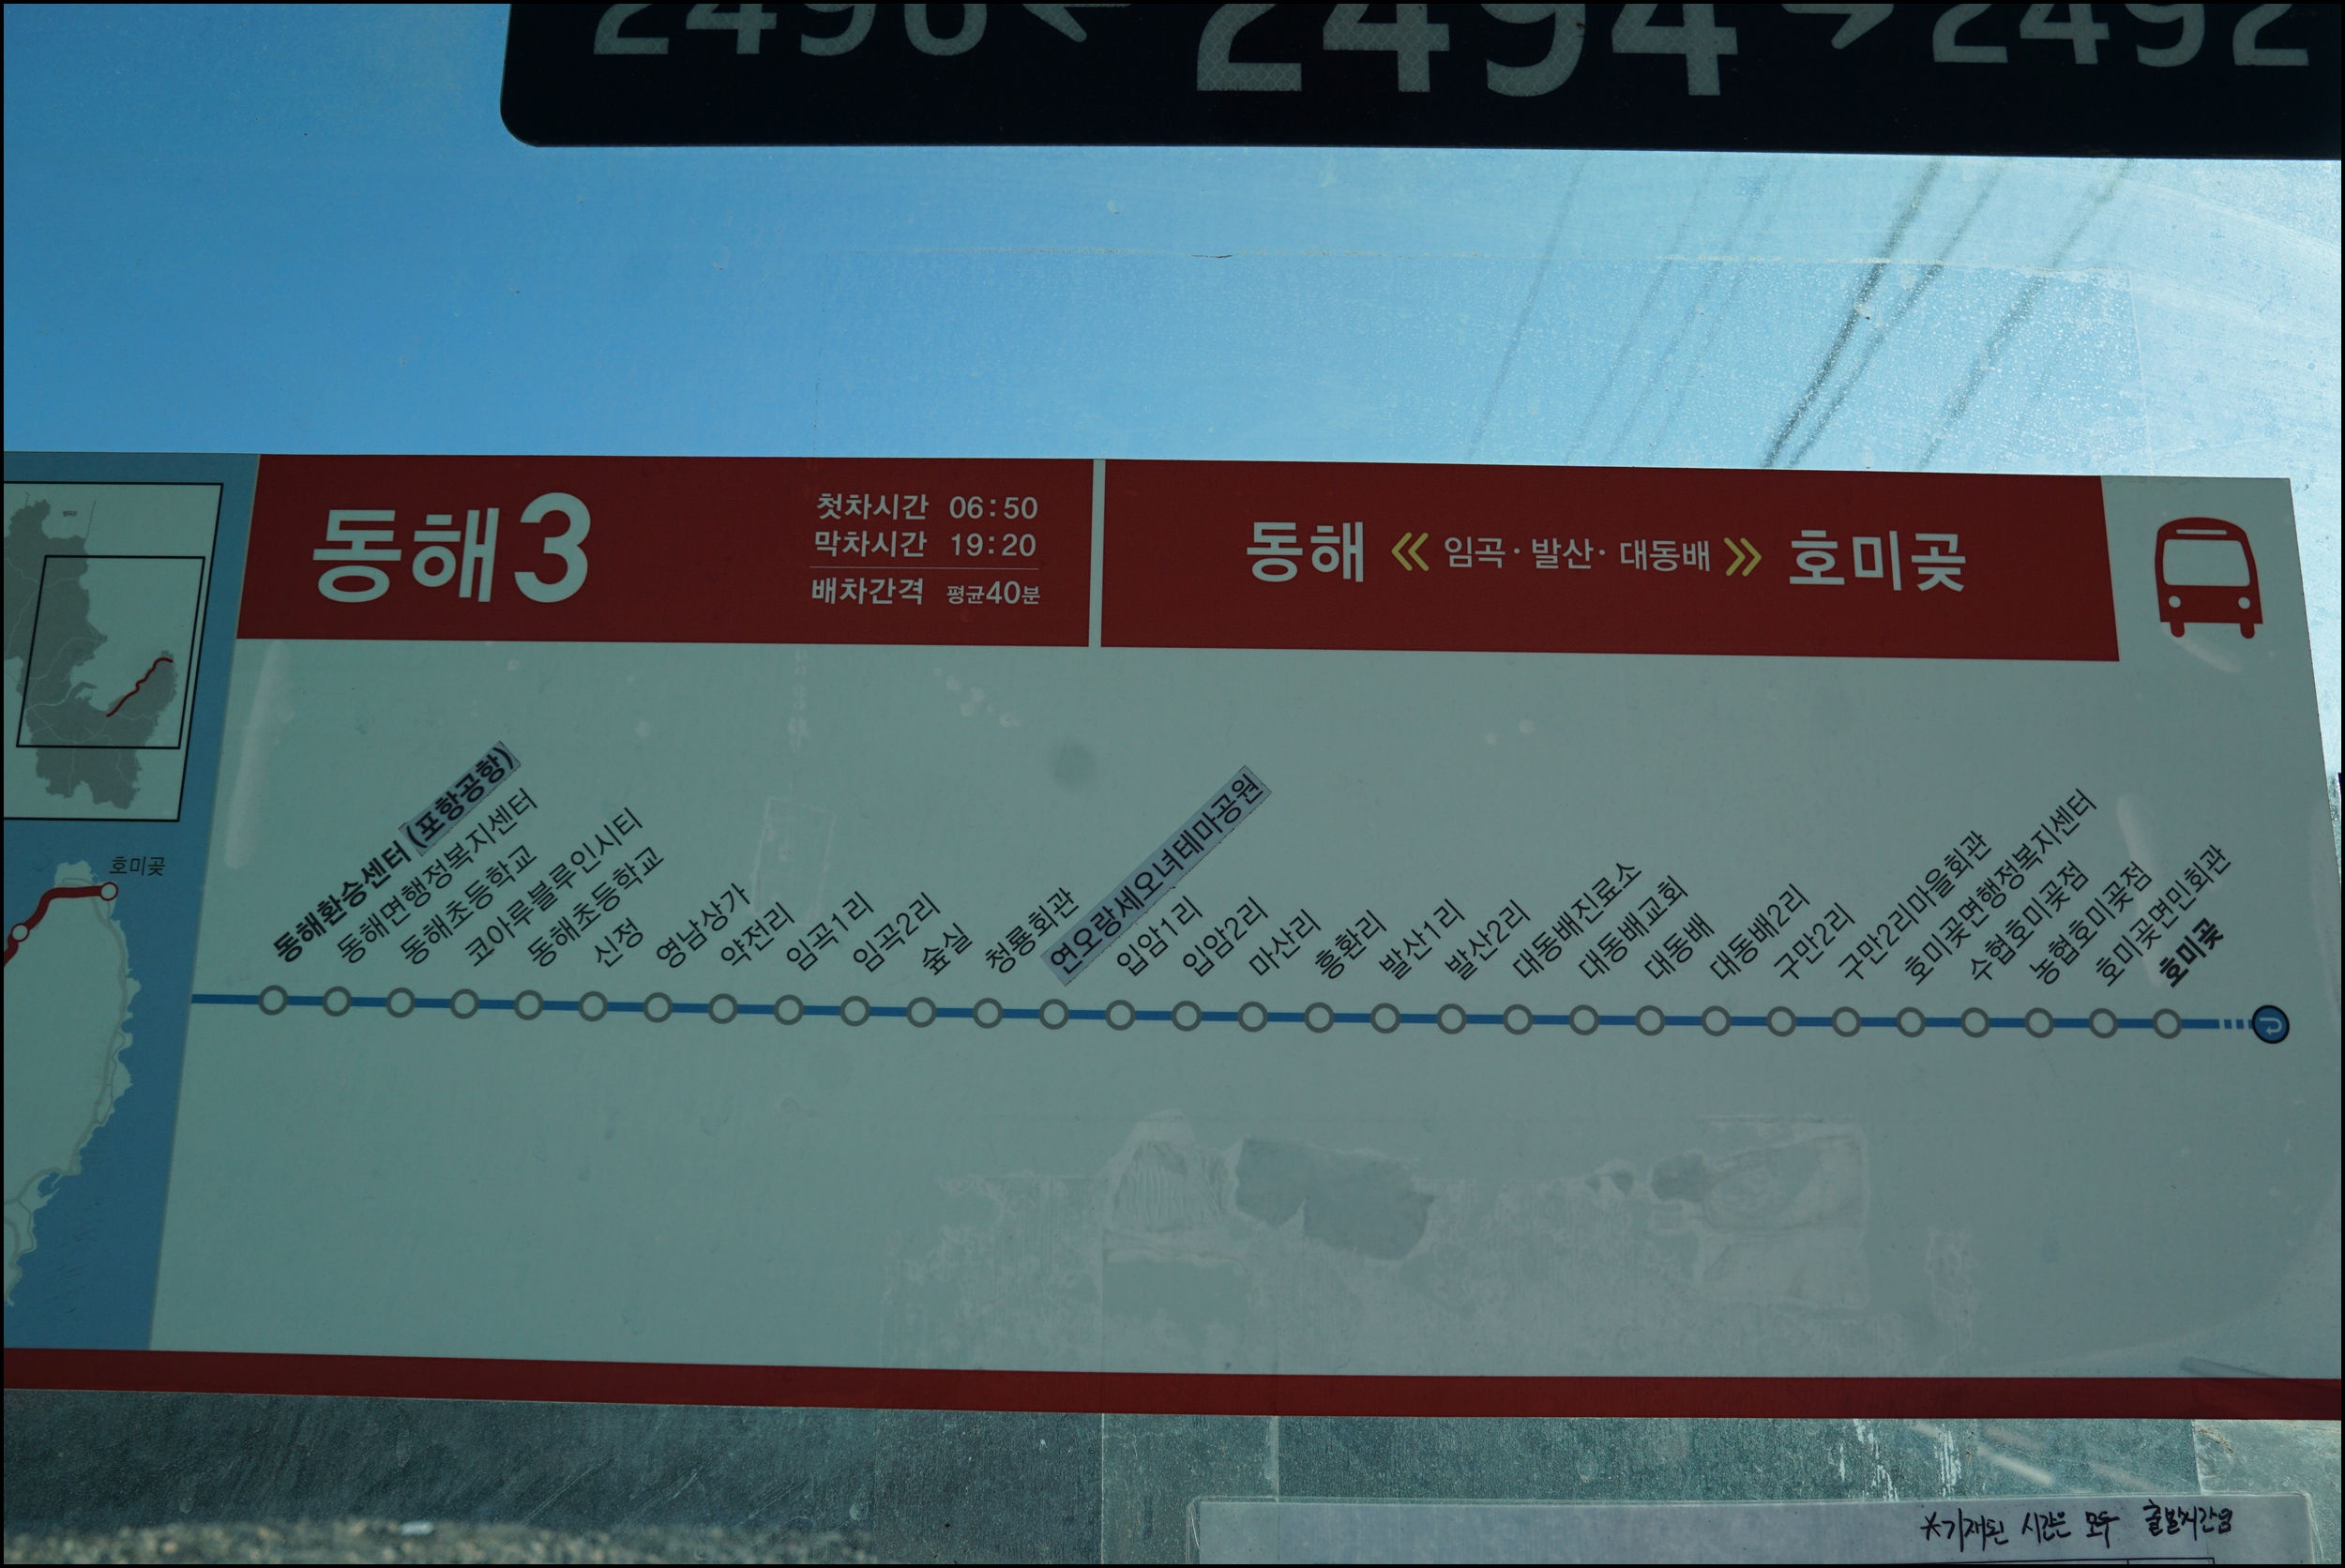 2496 ← 2494 → 2492
동해3
첫차시간 06:50
막차시간 19:20
배차간격 평균40분
동해 《 임곡·발산·대동배 》 호미곶
호미곶
동해환승센터 (포항공항)
동해면행정복지센터
동해초등학교
코아루블루인시티
동해초등학교
신정
영남상가
약전리
임곡1리
임곡2리
숲실
청룡회관
연오랑세오녀테마공원
입암1리
입암2리
마산리
흥환리
발산1리
발산2리
대동배진료소
대동배교회
대동배
대동배2리
구만2리
구만2리마을회관
호미곶면행정복지센터
수협호미곶점
농협호미곶점
호미곶면민회관
호미곶
*기재된 시간은 모두 출발시간임